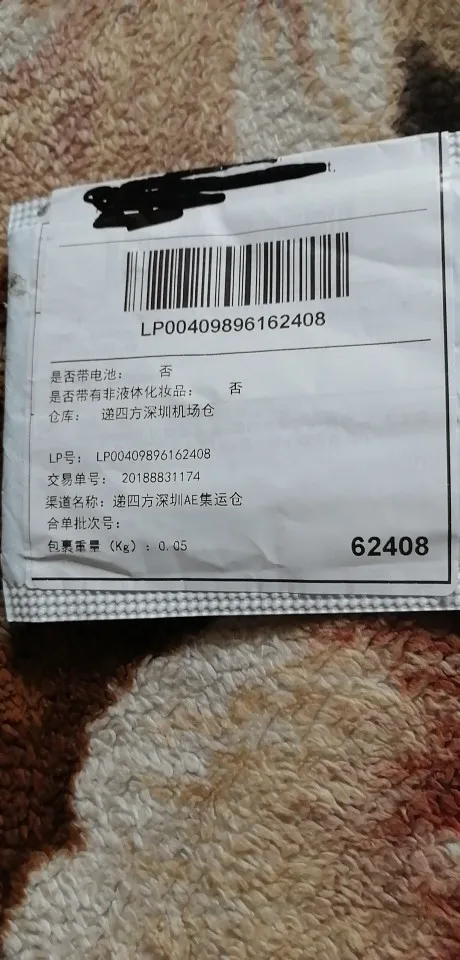 t.
LP00409896162408
是否带电池： 否
是否带有非液体化妆品： 否
仓库： 递四方深圳机场仓
LP号： LP00409896162408
交易单号： 20188831174
渠道名称：递四方深圳AE集运仓
合单批次号：
包裹重量（Kg）：0.05
62408